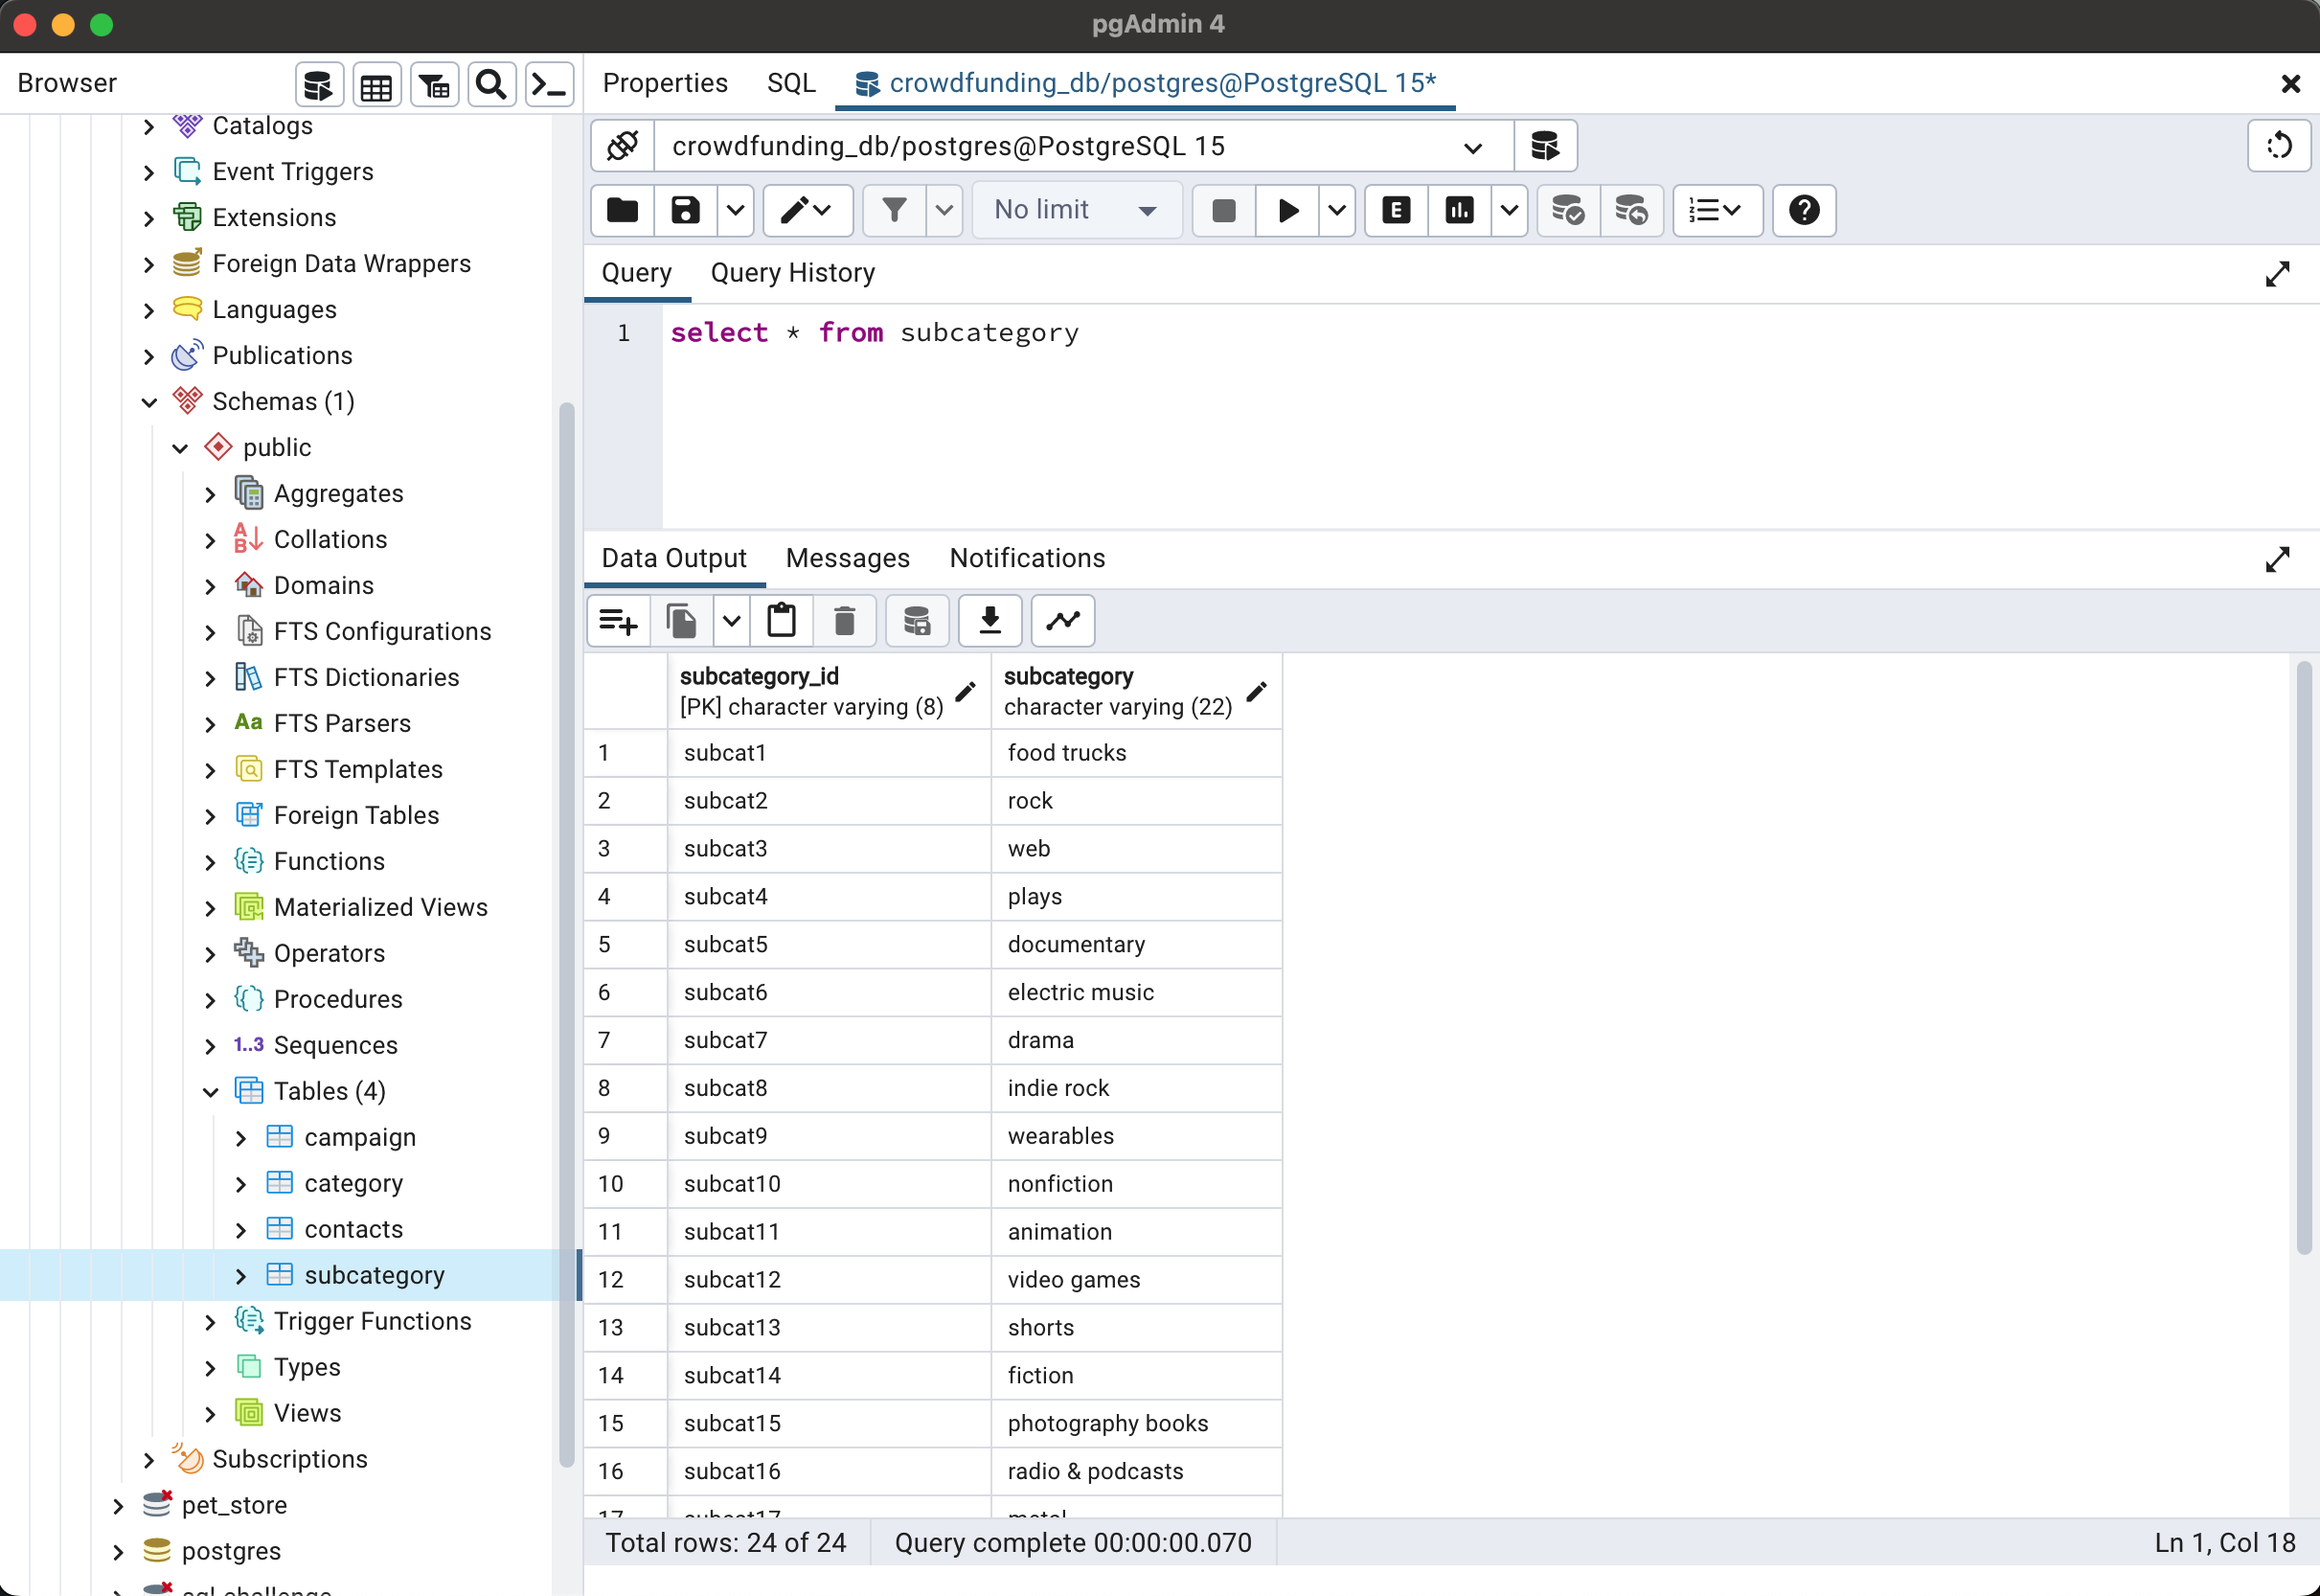 pgAdmin 4
Browser
Properties
SQL
crowdfunding_db/postgres@PostgreSQL 15*
Catalogs
Event Triggers
Extensions
Foreign Data Wrappers
Languages
Publications
Schemas (1)
public
Aggregates
Collations
Domains
FTS Configurations
FTS Dictionaries
Aa FTS Parsers
FTS Templates
Foreign Tables
Functions
Materialized Views
Operators
Procedures
1..3 Sequences
Tables (4)
campaign
category
contacts
subcategory
Trigger Functions
Types
Views
Subscriptions
pet_store
postgres
crowdfunding_db/postgres@PostgreSQL 15
No limit
E
Query
Query History
1 select * from subcategory
Data Output
Messages
Notifications
subcategory_id
[PK] character varying (8)
subcategory
character varying (22)
1 subcat1 food trucks
2 subcat2 rock
3 subcat3 web
4 subcat4 plays
5 subcat5 documentary
6 subcat6 electric music
7 subcat7 drama
8 subcat8 indie rock
9 subcat9 wearables
10 subcat10 nonfiction
11 subcat11 animation
12 subcat12 video games
13 subcat13 shorts
14 subcat14 fiction
15 subcat15 photography books
16 subcat16 radio & podcasts
17 subcat17 metal
Total rows: 24 of 24
Query complete 00:00:00.070
Ln 1, Col 18